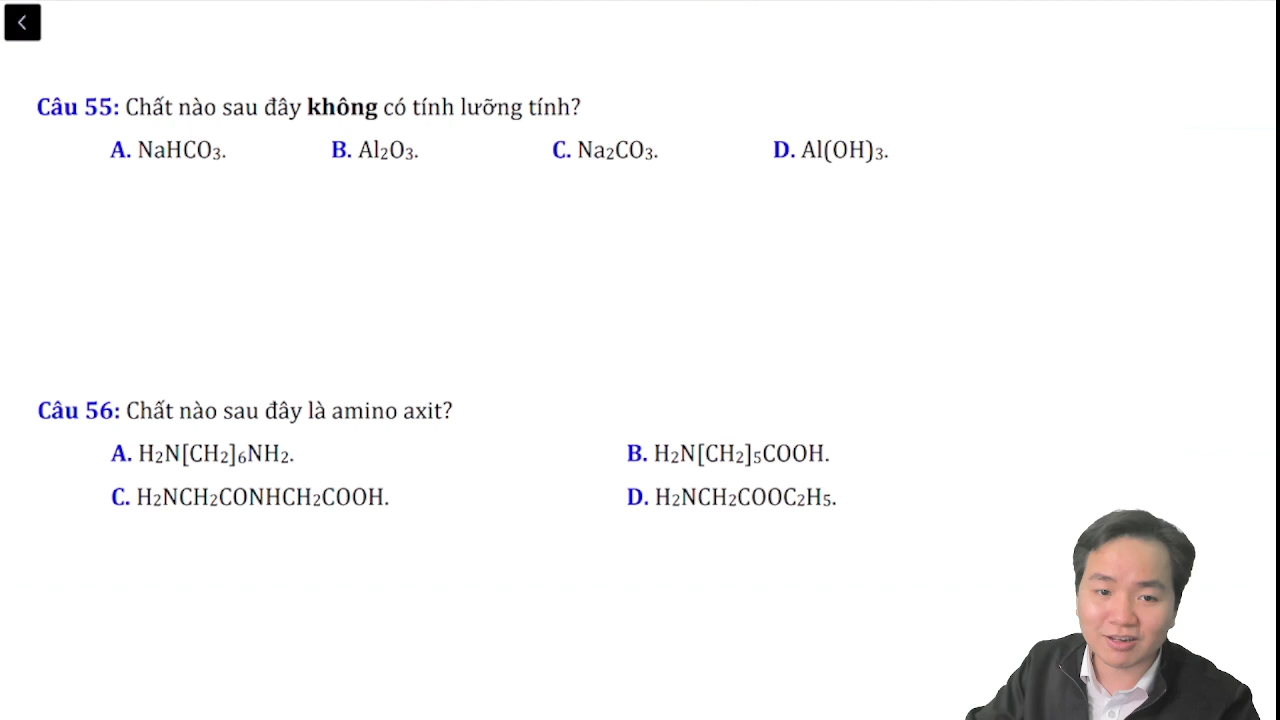 Câu 55: Chất nào sau đây không có tính lưỡng tính?
A. NaHCO₃. B. Al₂O₃. C. Na₂CO₃. D. Al(OH)₃.
Câu 56: Chất nào sau đây là amino axit?
A. H₂N[CH₂]₆NH₂. B. H₂N[CH₂]₅COOH.
C. H₂NCH₂CONHCH₂COOH. D. H₂NCH₂COOC₂H₅.